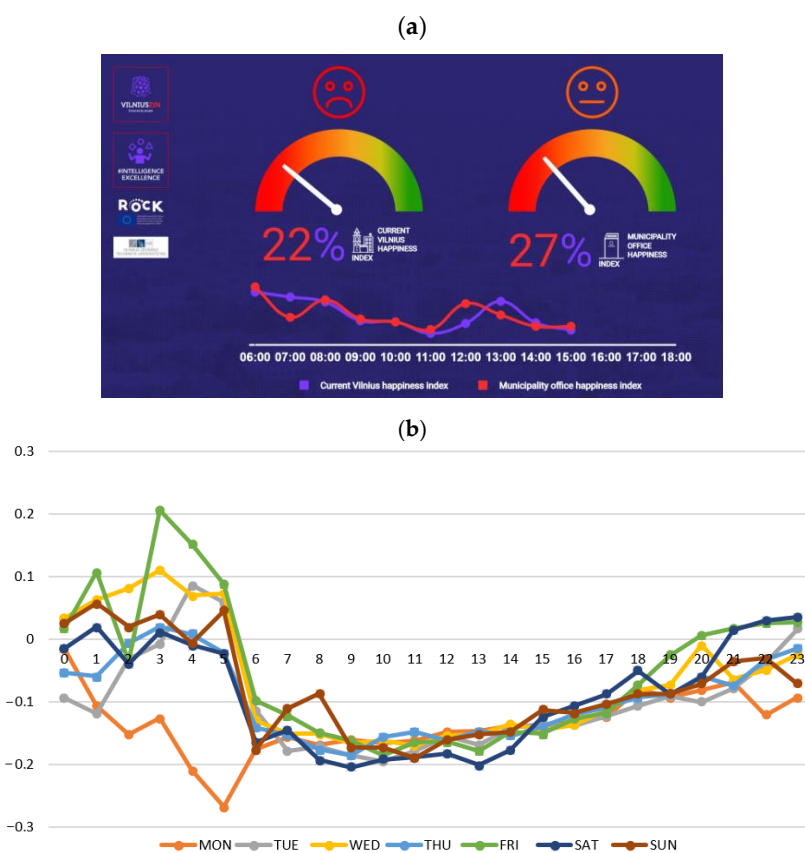 (a)
VILNIUS
#INTELLIGENCE
EXCELLENCE
ROCK
22%
INDEX
CURRENT
VILNIUS
HAPPINESS
27%
INDEX
MUNICIPALITY
OFFICE
HAPPINESS
06:00 07:00 08:00 09:00 10:00 11:00 12:00 13:00 14:00 15:00 16:00 17:00 18:00
Current Vilnius happiness index Municipality office happiness index
(b)
0.3
0.2
0.1
0
0 1 2 3 4 5 6 7 8 9 10 11 12 13 14 15 16 17 18 19 20 21 22 23
−0.1
−0.2
−0.3
MON TUE WED THU FRI SAT SUN